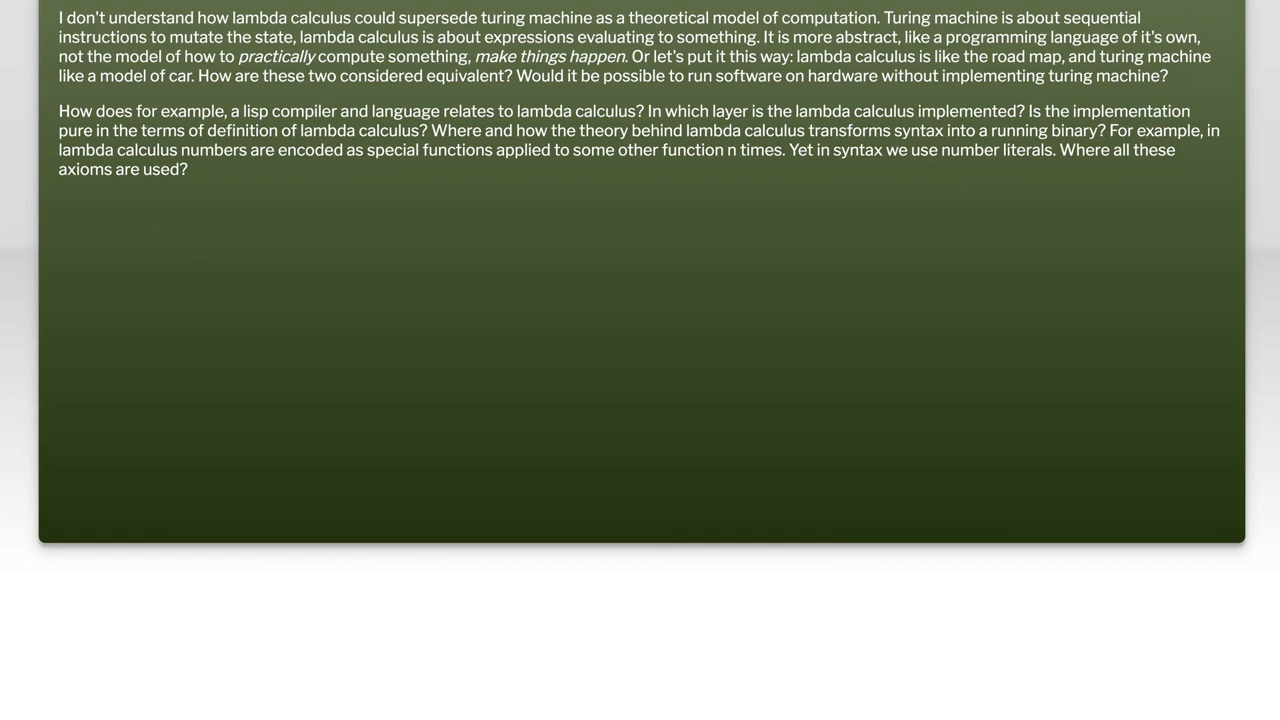 I don't understand how lambda calculus could supersede turing machine as a theoretical model of computation. Turing machine is about sequential
instructions to mutate the state, lambda calculus is about expressions evaluating to something. It is more abstract, like a programming language of it's own,
not the model of how to practically compute something, make things happen. Or let's put it this way: lambda calculus is like the road map, and turing machine
like a model of car. How are these two considered equivalent? Would it be possible to run software on hardware without implementing turing machine?
How does for example, a lisp compiler and language relates to lambda calculus? In which layer is the lambda calculus implemented? Is the implementation
pure in the terms of definition of lambda calculus? Where and how the theory behind lambda calculus transforms syntax into a running binary? For example, in
lambda calculus numbers are encoded as special functions applied to some other function n times. Yet in syntax we use number literals. Where all these
axioms are used?